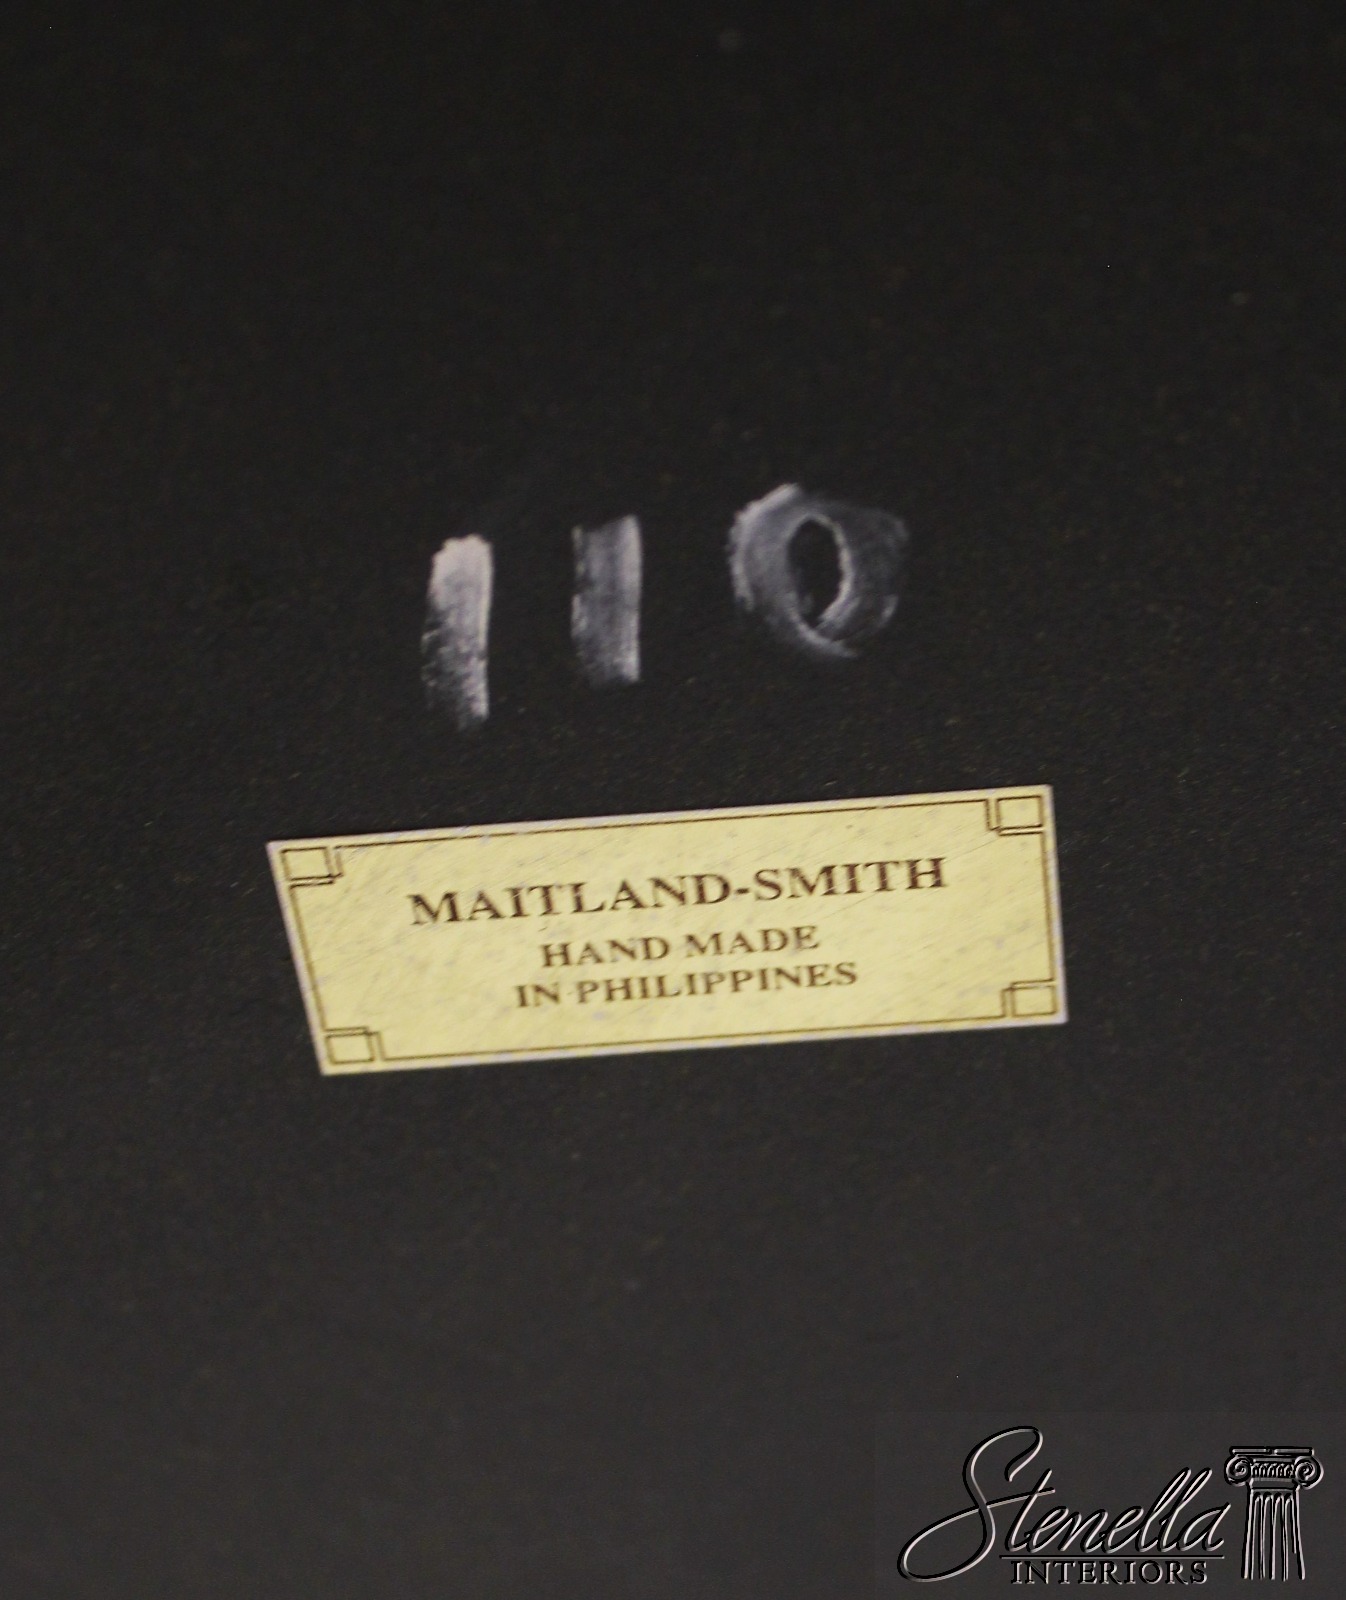 110
MAITLAND-SMITH
HAND MADE
IN PHILIPPINES
Stenella
INTERIORS